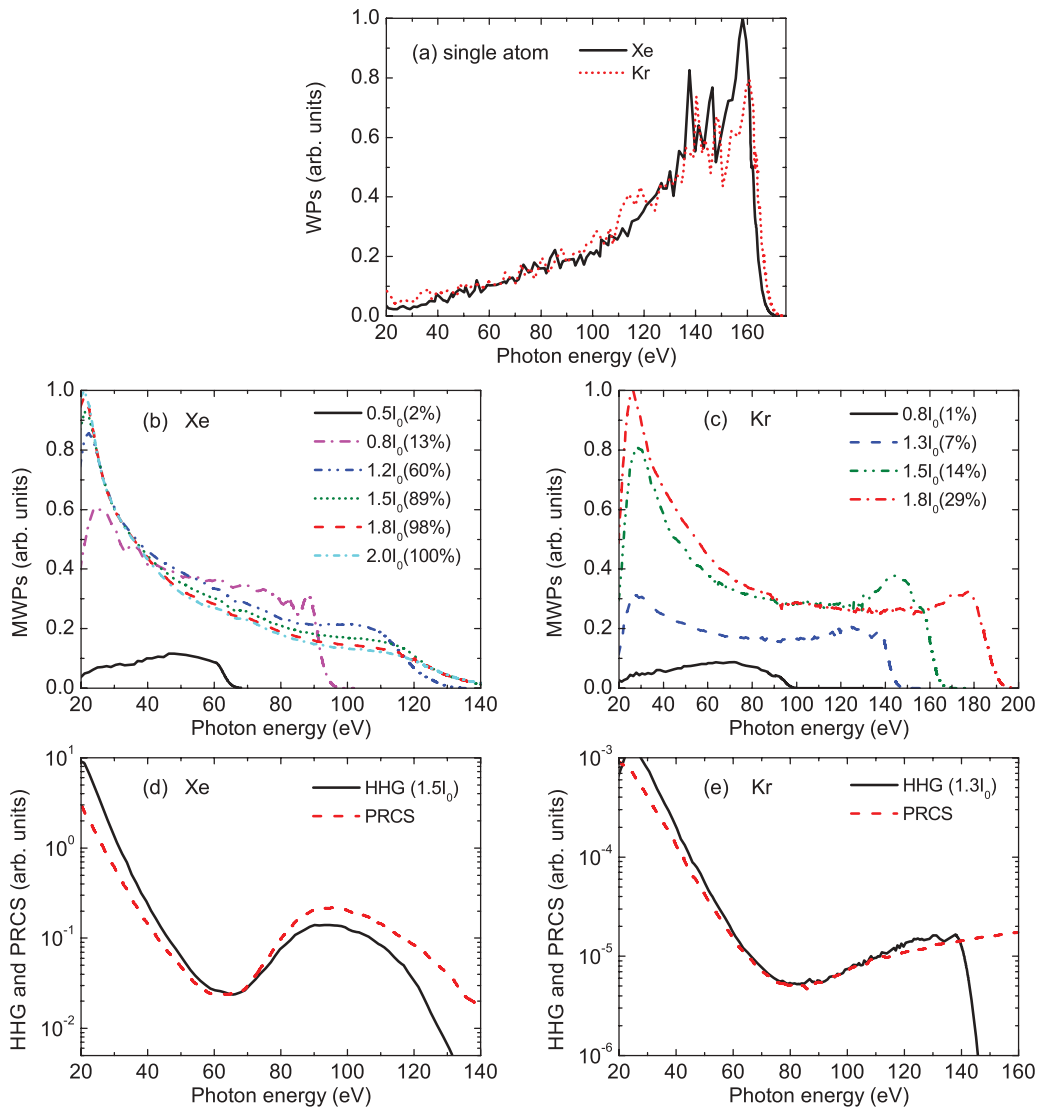 (a) single atom
Xe
Kr
WPs (arb. units)
1.0
0.8
0.6
0.4
0.2
0.0
20 40 60 80 100 120 140 160
Photon energy (eV)
(b) Xe
0.5I₀(2%)
0.8I₀(13%)
1.2I₀(60%)
1.5I₀(89%)
1.8I₀(98%)
2.0I₀(100%)
MWPs (arb. units)
1.0
0.8
0.6
0.4
0.2
0.0
20 40 60 80 100 120 140
Photon energy (eV)
(c) Kr
0.8I₀(1%)
1.3I₀(7%)
1.5I₀(14%)
1.8I₀(29%)
MWPs (arb. units)
1.0
0.8
0.6
0.4
0.2
0.0
20 40 60 80 100 120 140 160 180 200
Photon energy (eV)
(d) Xe
HHG (1.5I₀)
PRCS
HHG and PRCS (arb. units)
10¹
10⁰
10⁻¹
10⁻²
20 40 60 80 100 120 140
Photon energy (eV)
(e) Kr
HHG (1.3I₀)
PRCS
HHG and PRCS (arb. units)
10⁻³
10⁻⁴
10⁻⁵
10⁻⁶
20 40 60 80 100 120 140 160
Photon energy (eV)